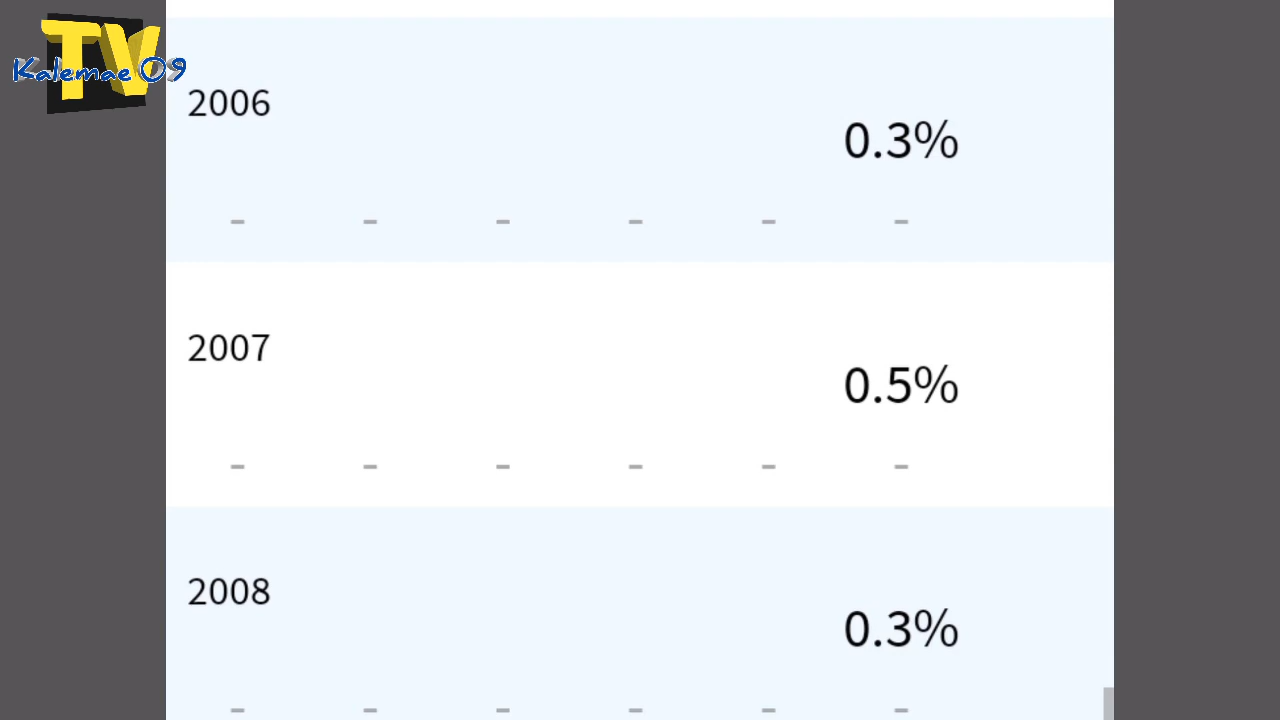 TV
Kalemae 09
2006
0.3%
- - - - - -
2007
0.5%
- - - - - -
2008
0.3%
- - - - - -